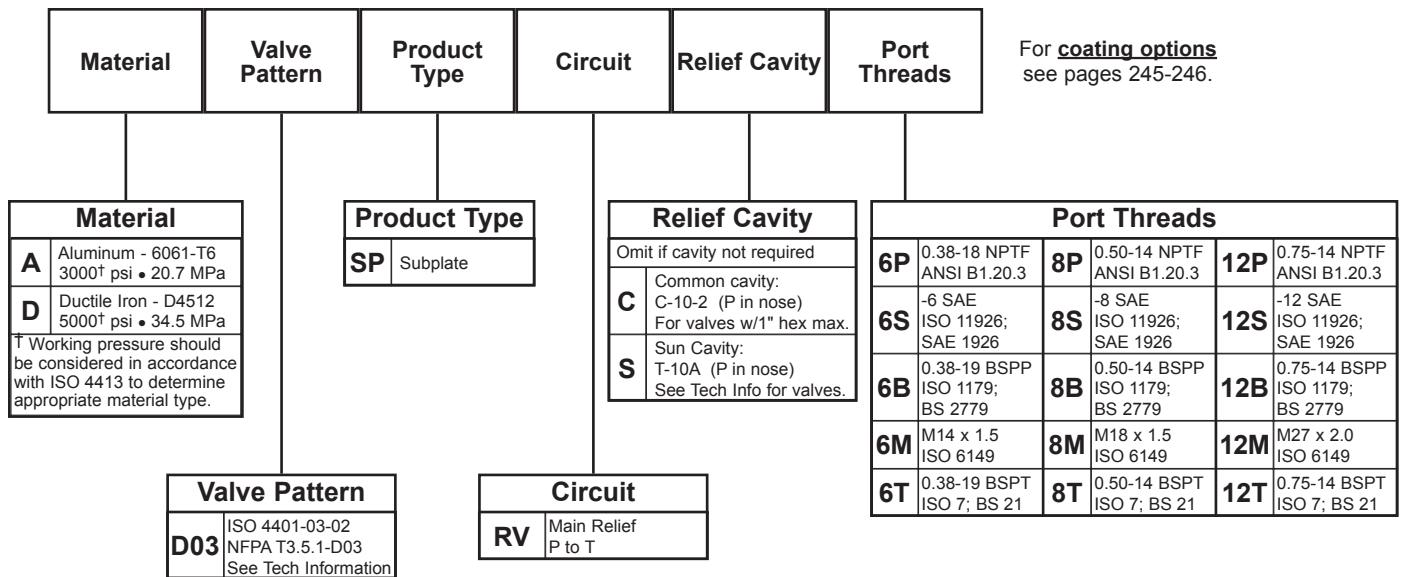 Material
Valve
Pattern
Product
Type
Circuit
Relief Cavity
Port
Threads
For coating options
see pages 245-246.
Material
A
Aluminum - 6061-T6
3000† psi • 20.7 MPa
D
Ductile Iron - D4512
5000† psi • 34.5 MPa
† Working pressure should
be considered in accordance
with ISO 4413 to determine
appropriate material type.
Product Type
SP
Subplate
Relief Cavity
Omit if cavity not required
C
Common cavity:
C-10-2 (P in nose)
For valves w/1" hex max.
S
Sun Cavity:
T-10A (P in nose)
See Tech Info for valves.
Port Threads
6P
0.38-18 NPTF
ANSI B1.20.3
8P
0.50-14 NPTF
ANSI B1.20.3
12P
0.75-14 NPTF
ANSI B1.20.3
6S
-6 SAE
ISO 11926;
SAE 1926
8S
-8 SAE
ISO 11926;
SAE 1926
12S
-12 SAE
ISO 11926;
SAE 1926
6B
0.38-19 BSPP
ISO 1179;
BS 2779
8B
0.50-14 BSPP
ISO 1179;
BS 2779
12B
0.75-14 BSPP
ISO 1179;
BS 2779
6M
M14 x 1.5
ISO 6149
8M
M18 x 1.5
ISO 6149
12M
M27 x 2.0
ISO 6149
6T
0.38-19 BSPT
ISO 7; BS 21
8T
0.50-14 BSPT
ISO 7; BS 21
12T
0.75-14 BSPT
ISO 7; BS 21
Valve Pattern
D03
ISO 4401-03-02
NFPA T3.5.1-D03
See Tech Information
Circuit
RV
Main Relief
P to T